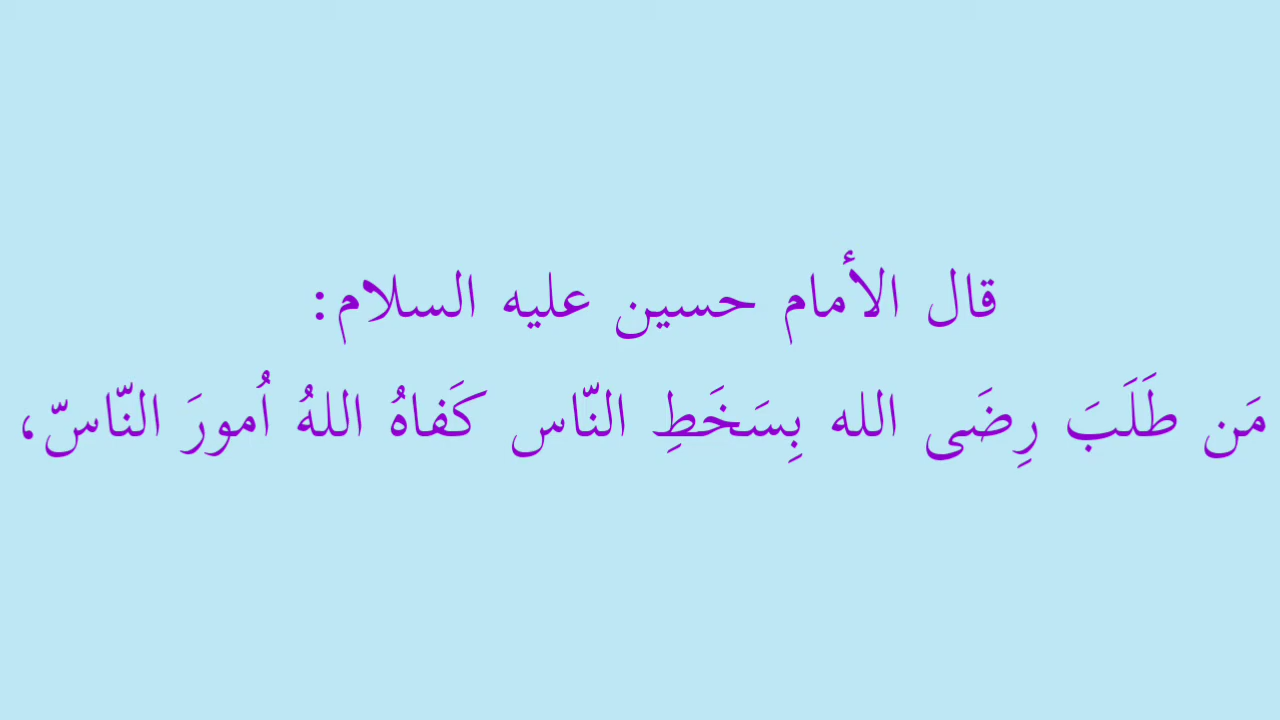 قال الأمام حسين عليه السلام:
مَن طَلَبَ رِضَى الله بِسَخَطِ النّاس كَفاهُ اللهُ اُمورَ النّاسّ،